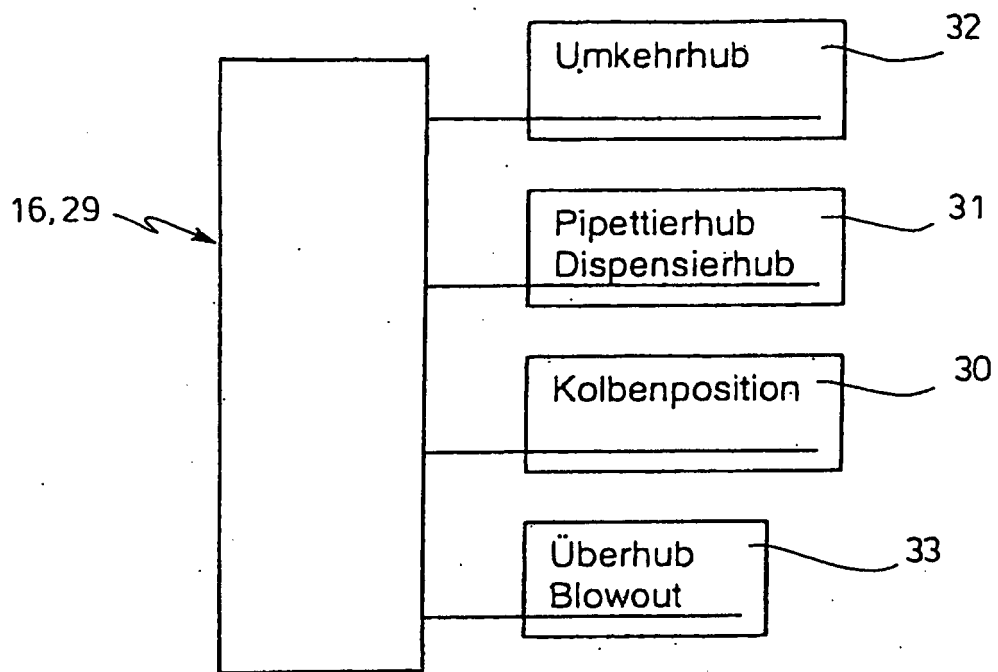 Umkehrhub
32
16,29
Pipettierhub
Dispensierhub
31
Kolbenposition
30
Überhub
Blowout
33